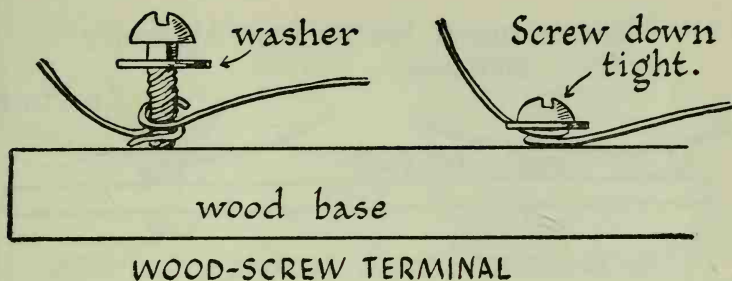 washer
Screw down
tight.
wood base
WOOD-SCREW TERMINAL